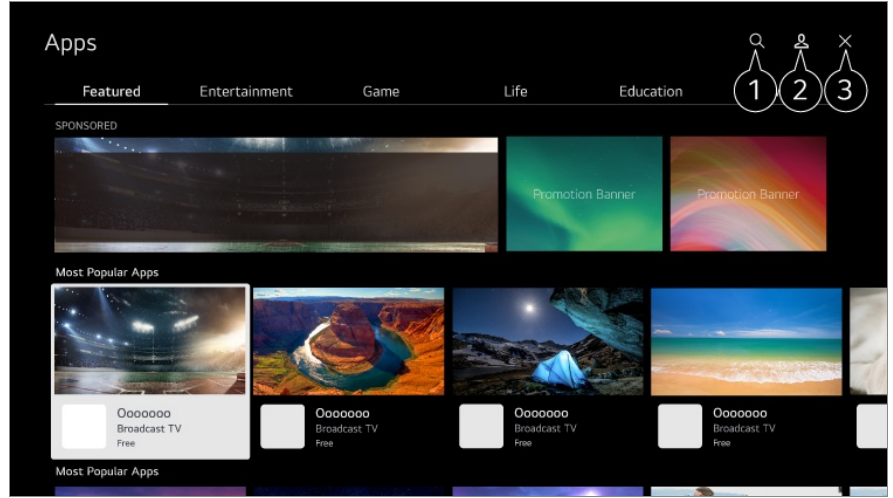 Apps
1 2 3
Featured Entertainment Game Life Education
SPONSORED
Promotion Banner Promotion Banner
Most Popular Apps
Ooooooo Ooooooo Ooooooo Ooooooo
Broadcast TV Broadcast TV Broadcast TV Broadcast TV
Free Free Free Free
Most Popular Apps